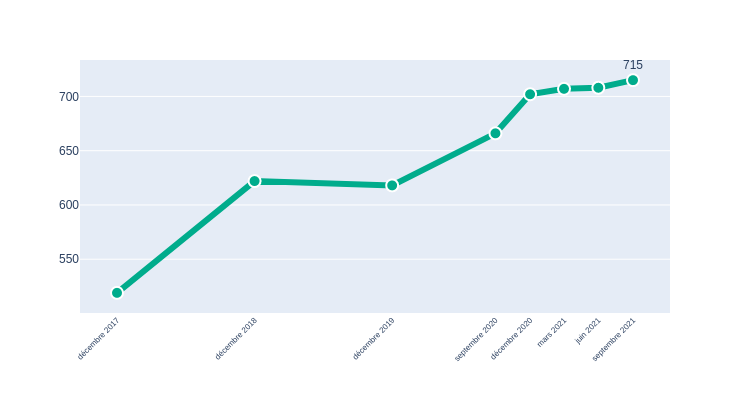 715
700
650
600
550
décembre 2017
décembre 2018
décembre 2019
septembre 2020
décembre 2020
mars 2021
juin 2021
septembre 2021